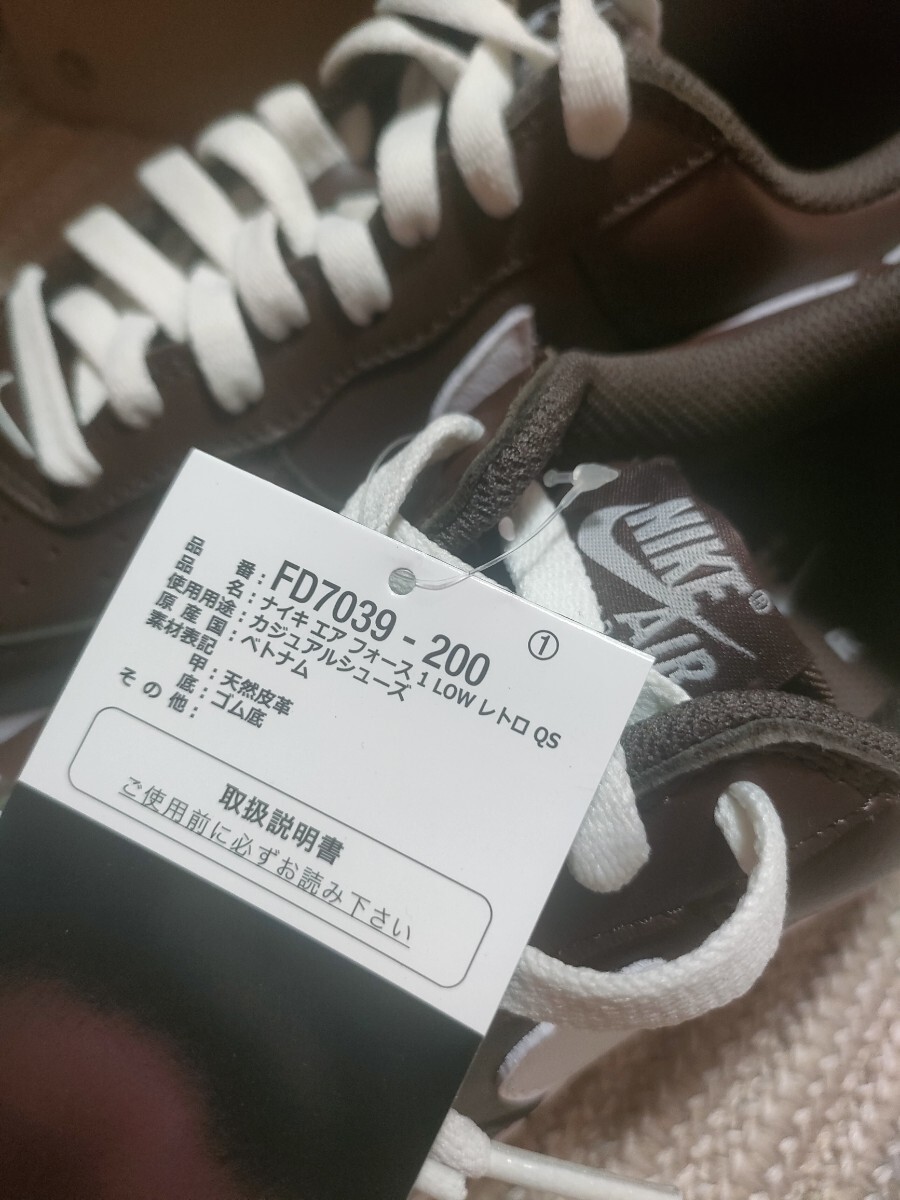 品 番：FD7039 - 200 ①
品 名：ナイキ エア フォース 1 LOW レトロ QS
使用用途：カジュアルシューズ
原 産 国：ベトナム
素材表記：
甲：天然皮革
底：ゴム底
そ の 他：
取扱説明書
ご使用前に必ずお読み下さい
NIKE®
AIR